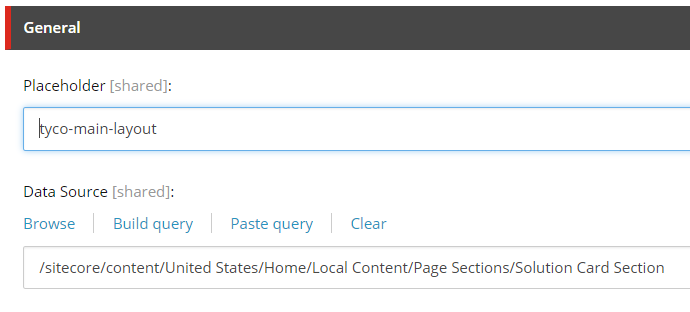 General
Placeholder [shared]:
tyco-main-layout
Data Source [shared]:
Browse Build query Paste query Clear
/sitecore/content/United States/Home/Local Content/Page Sections/Solution Card Section